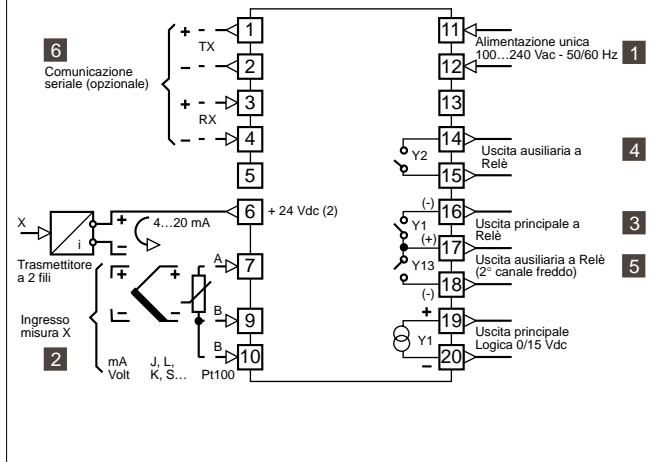 6
Comunicazione
seriale (opzionale)
+
TX
–
+
RX
–
1
2
3
4
5
6
+ 24 Vdc (2)
7
9
10
X
i
+
–
4...20 mA
Trasmettitore
a 2 fili
Ingresso
misura X
2
+
–
+
–
mA
Volt
J, L,
K, S...
Pt100
A
B
B
11
12
13
14
15
16
17
18
19
20
Alimentazione unica
100...240 Vac - 50/60 Hz
1
Y2
Uscita ausiliaria a
Relè
4
(-)
Y1
(+)
Uscita principale a
Relè
3
Y13
(-)
Uscita ausiliaria a Relè
(2° canale freddo)
5
+
Y1
–
Uscita principale
Logica 0/15 Vdc